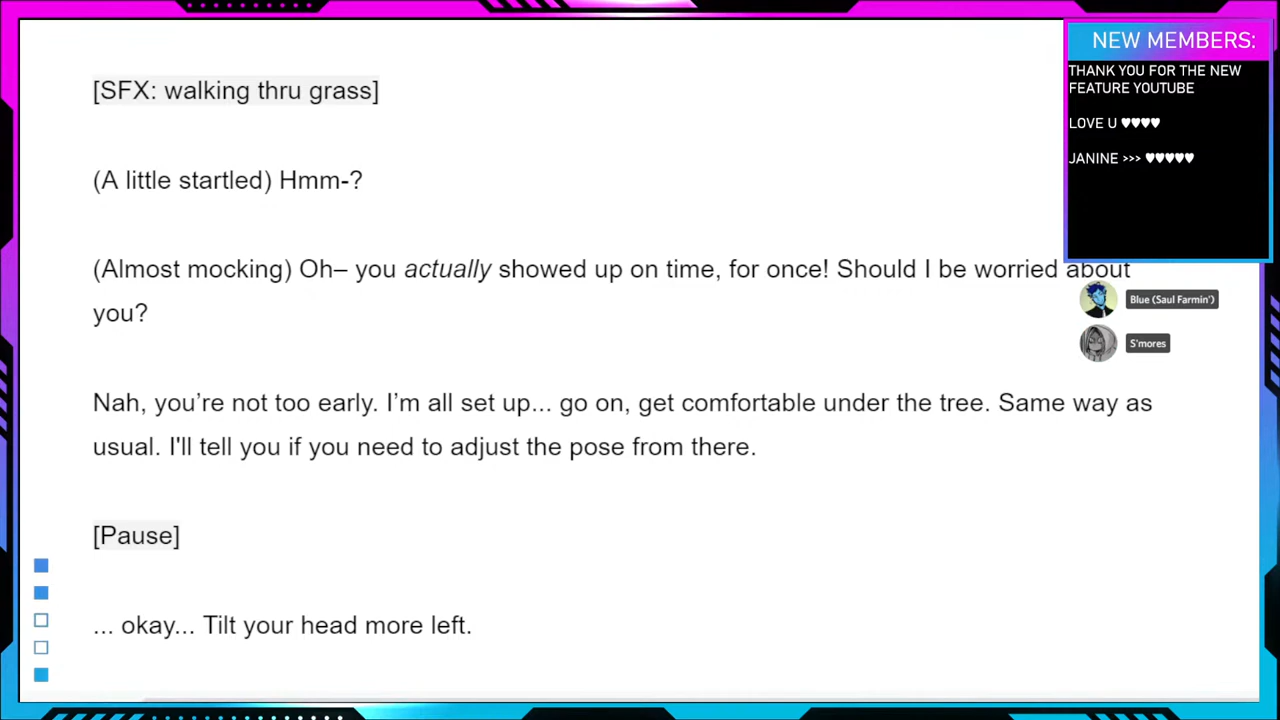 [SFX: walking thru grass]
(A little startled) Hmm-?
(Almost mocking) Oh– you actually showed up on time, for once! Should I be worried about
you?
Nah, you’re not too early. I’m all set up... go on, get comfortable under the tree. Same way as
usual. I'll tell you if you need to adjust the pose from there.
[Pause]
... okay... Tilt your head more left.
NEW MEMBERS:
THANK YOU FOR THE NEW
FEATURE YOUTUBE
LOVE U ♥♥♥♥
JANINE >>> ♥♥♥♥♥
Blue (Saul Farmin')
S'mores